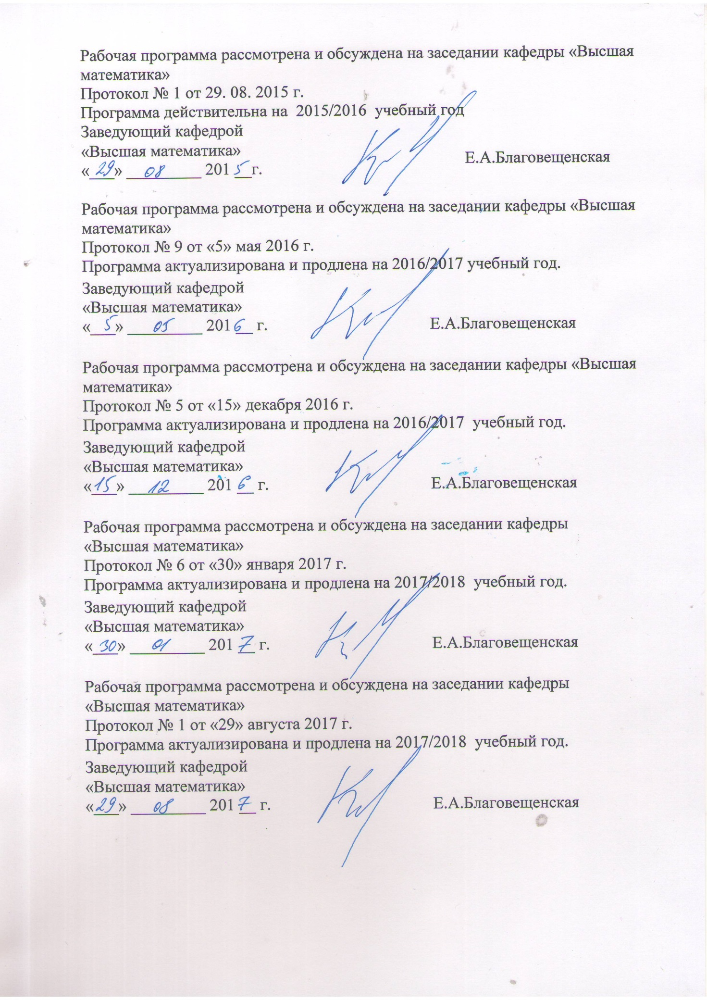 Рабочая программа рассмотрена и обсуждена на заседании кафедры «Высшая
математика»
Протокол № 1 от 29. 08. 2015 г.
Программа действительна на 2015/2016 учебный год
Заведующий кафедрой
«Высшая математика» Е.А.Благовещенская
«29» 08 2015 г.
Рабочая программа рассмотрена и обсуждена на заседании кафедры «Высшая
математика»
Протокол № 9 от «5» мая 2016 г.
Программа актуализирована и продлена на 2016/2017 учебный год.
Заведующий кафедрой
«Высшая математика»
«5» 05 2016 г. Е.А.Благовещенская
Рабочая программа рассмотрена и обсуждена на заседании кафедры «Высшая
математика»
Протокол № 5 от «15» декабря 2016 г.
Программа актуализирована и продлена на 2016/2017 учебный год.
Заведующий кафедрой
«Высшая математика»
«15» 12 2016 г. Е.А.Благовещенская
Рабочая программа рассмотрена и обсуждена на заседании кафедры
«Высшая математика»
Протокол № 6 от «30» января 2017 г.
Программа актуализирована и продлена на 2017/2018 учебный год.
Заведующий кафедрой
«Высшая математика»
«30» 01 2017 г. Е.А.Благовещенская
Рабочая программа рассмотрена и обсуждена на заседании кафедры
«Высшая математика»
Протокол № 1 от «29» августа 2017 г.
Программа актуализирована и продлена на 2017/2018 учебный год.
Заведующий кафедрой
«Высшая математика»
«29» 08 2017 г. Е.А.Благовещенская